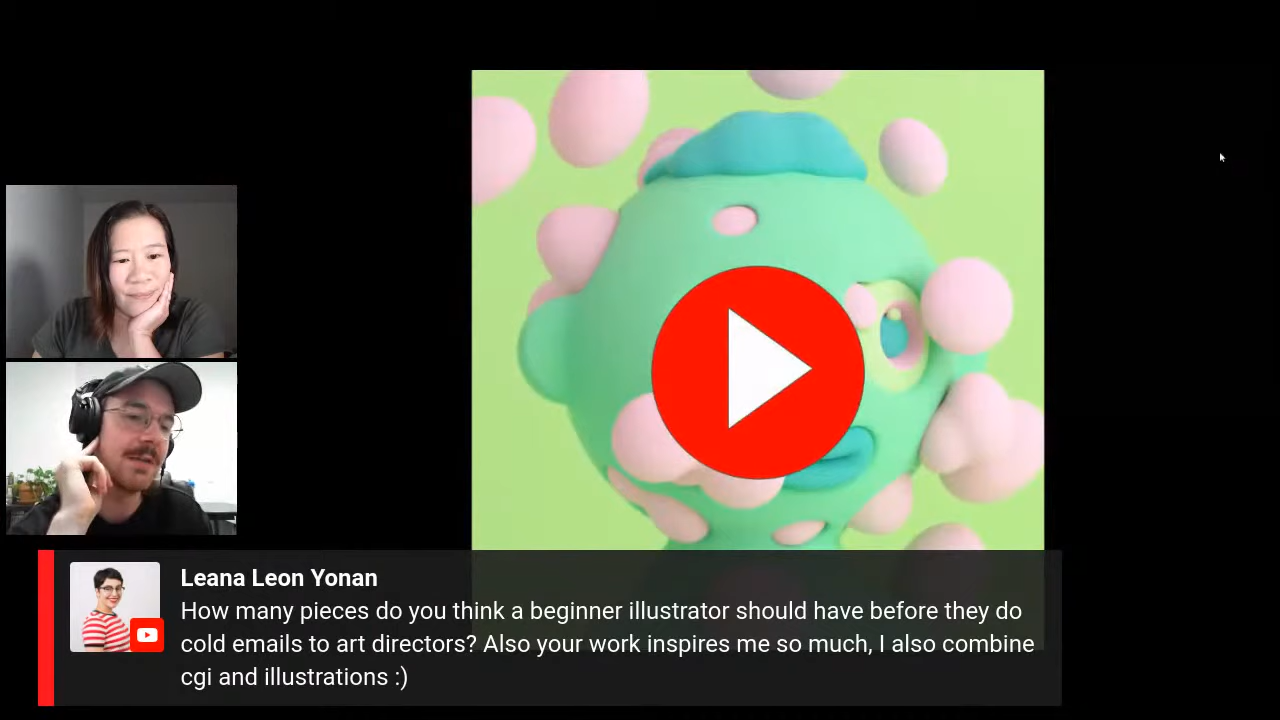 Leana Leon Yonan
How many pieces do you think a beginner illustrator should have before they do
cold emails to art directors? Also your work inspires me so much, I also combine
cgi and illustrations :)